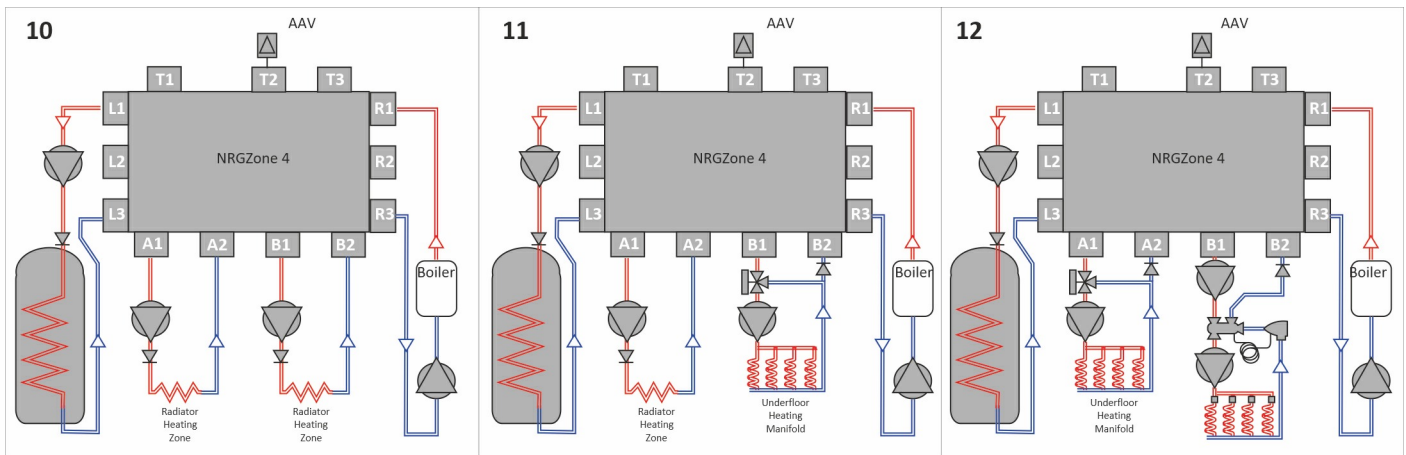 10
AAV
T1
T2
T3
L1
R1
L2
NRGZone 4
R2
L3
R3
A1
A2
B1
B2
Boiler
Radiator
Heating
Zone
Radiator
Heating
Zone
11
AAV
T1
T2
T3
L1
R1
L2
NRGZone 4
R2
L3
R3
A1
A2
B1
B2
Boiler
Radiator
Heating
Zone
Underfloor
Heating
Manifold
12
AAV
T1
T2
T3
L1
R1
L2
NRGZone 4
R2
L3
R3
A1
A2
B1
B2
Boiler
Underfloor
Heating
Manifold